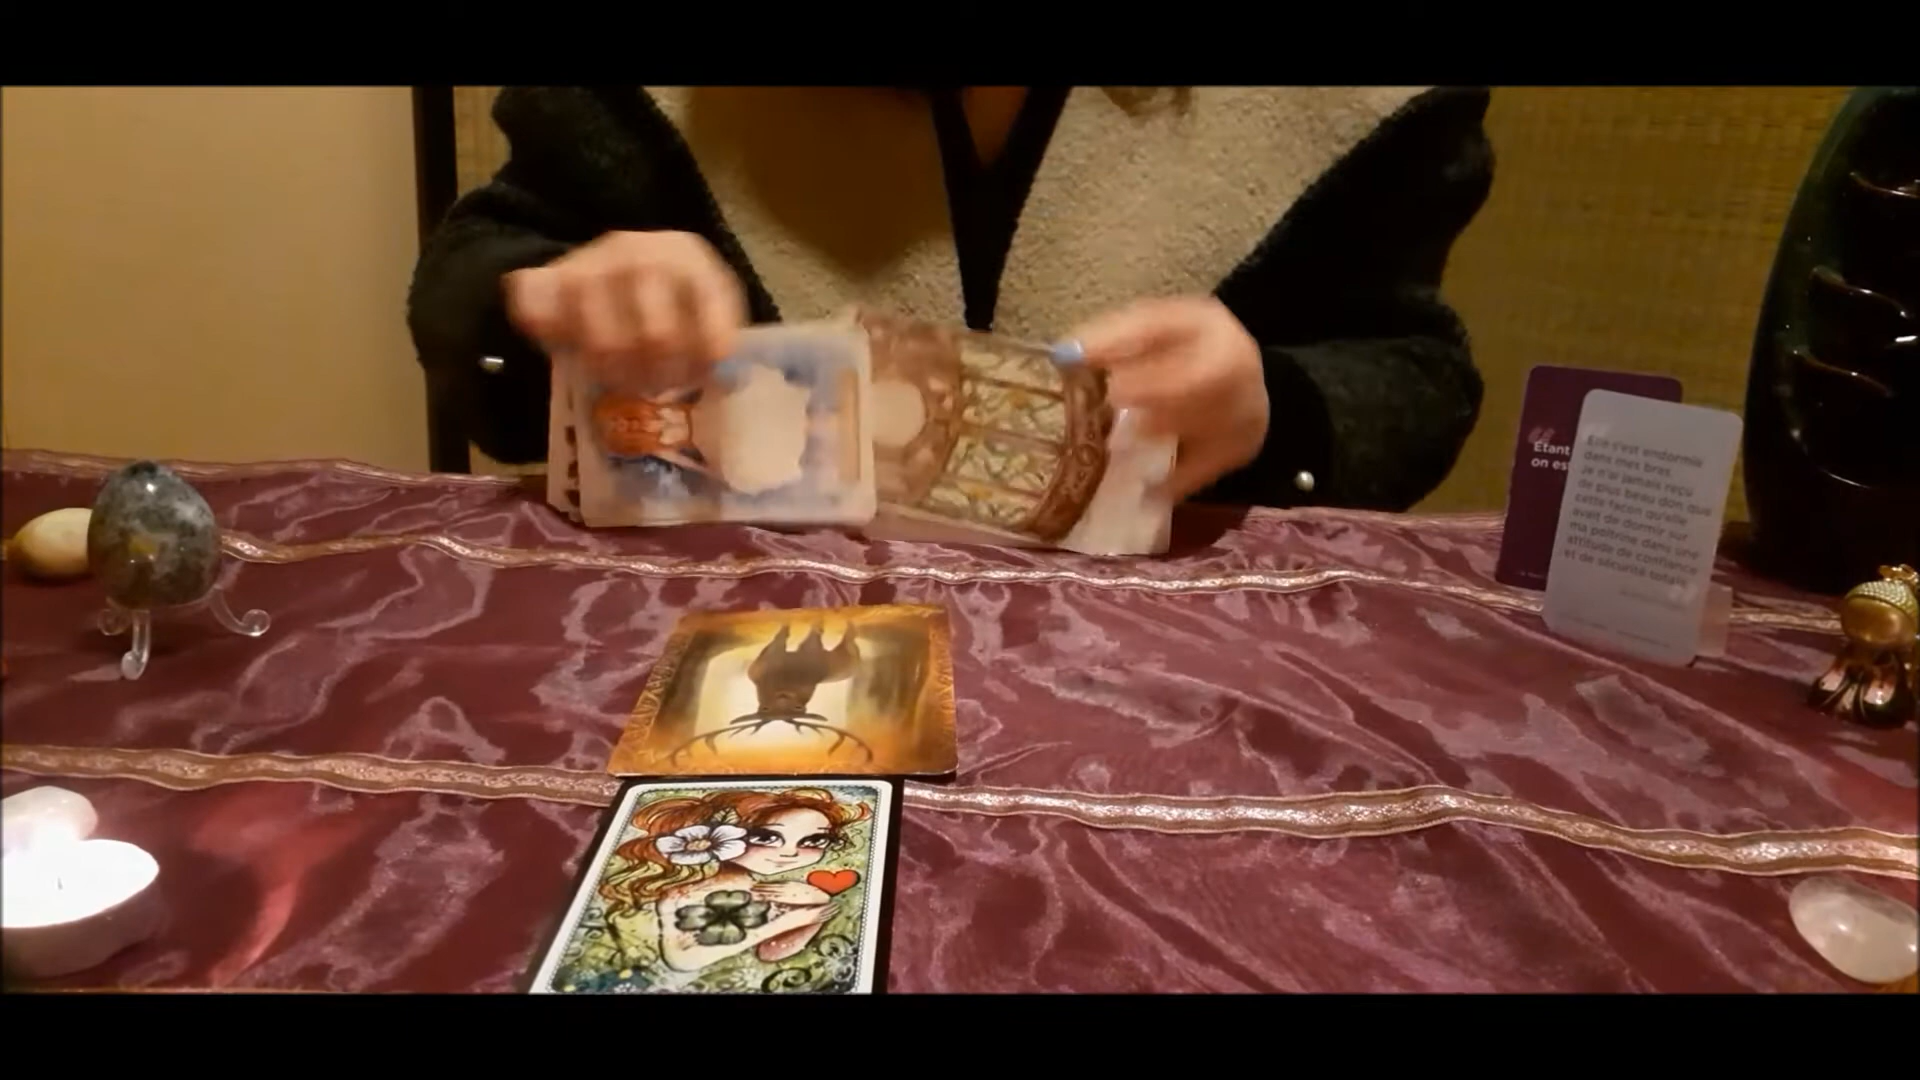 Étant
on es
Elle s'est endormie
dans mes bras.
Je n'ai jamais reçu
de plus beau don que
cette façon qu'elle
avait de dormir sur
ma poitrine dans une
attitude de confiance
et de sécurité totale.